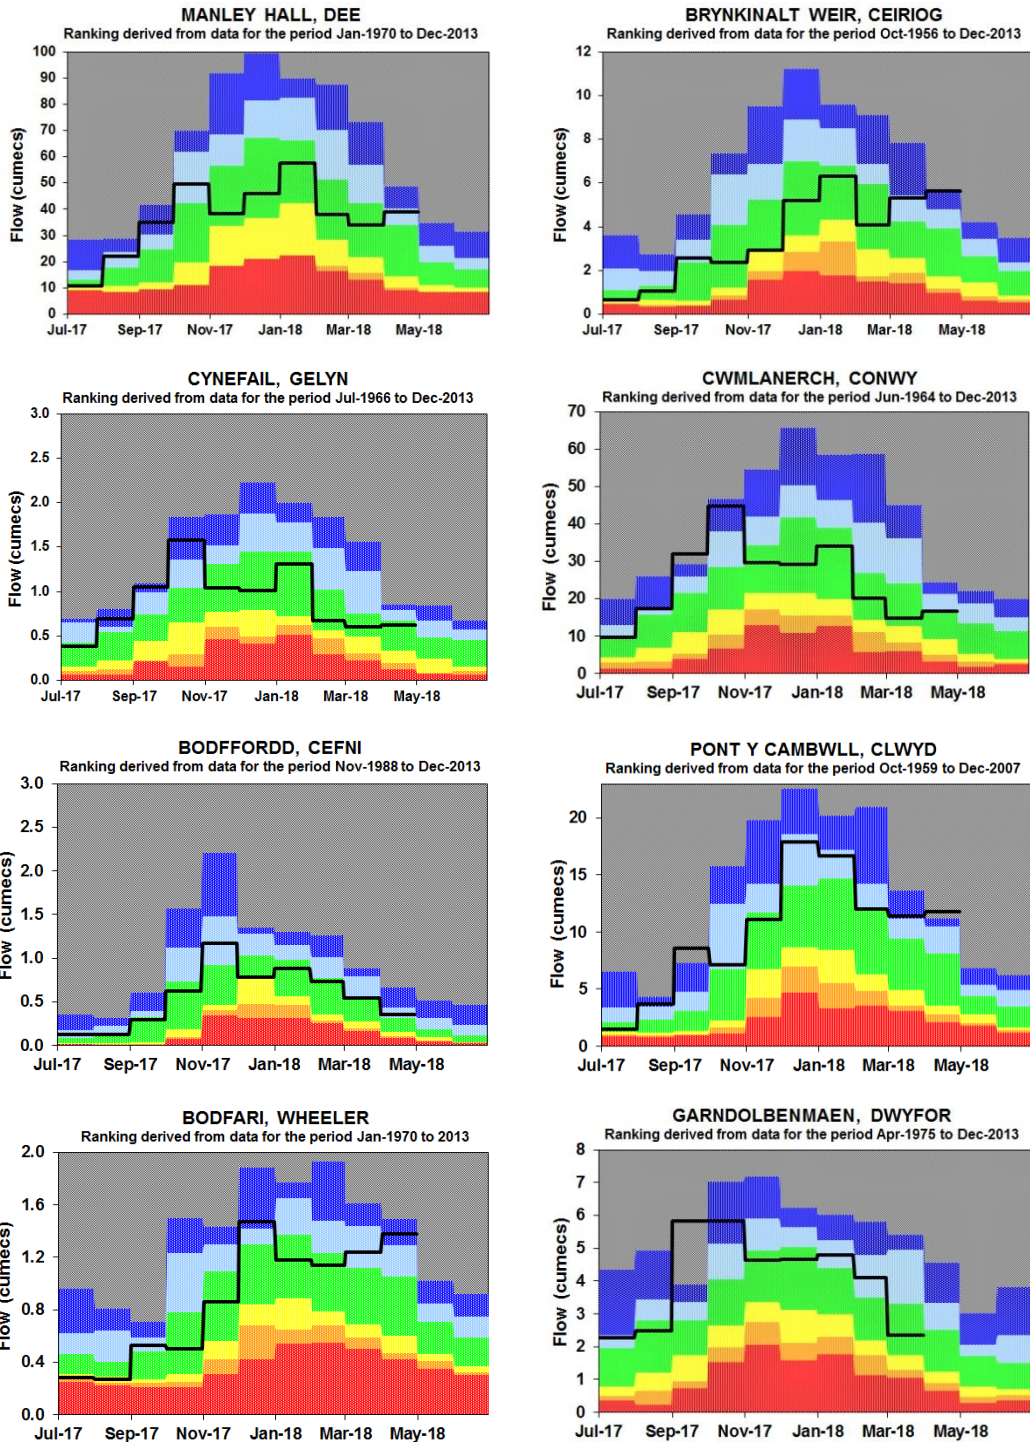 MANLEY HALL, DEE
Ranking derived from data for the period Jan-1970 to Dec-2013
Flow (cumecs)
100
90
80
70
60
50
40
30
20
10
0
Jul-17 Sep-17 Nov-17 Jan-18 Mar-18 May-18
BRYNKINALT WEIR, CEIRIOG
Ranking derived from data for the period Oct-1956 to Dec-2013
Flow (cumecs)
12
10
8
6
4
2
0
Jul-17 Sep-17 Nov-17 Jan-18 Mar-18 May-18
CYNEFAIL, GELYN
Ranking derived from data for the period Jul-1966 to Dec-2013
Flow (cumecs)
3.0
2.5
2.0
1.5
1.0
0.5
0.0
Jul-17 Sep-17 Nov-17 Jan-18 Mar-18 May-18
CWMLANERCH, CONWY
Ranking derived from data for the period Jun-1964 to Dec-2013
Flow (cumecs)
70
60
50
40
30
20
10
0
Jul-17 Sep-17 Nov-17 Jan-18 Mar-18 May-18
BODFFORDD, CEFNI
Ranking derived from data for the period Nov-1988 to Dec-2013
Flow (cumecs)
3.0
2.5
2.0
1.5
1.0
0.5
0.0
Jul-17 Sep-17 Nov-17 Jan-18 Mar-18 May-18
PONT Y CAMBWLL, CLWYD
Ranking derived from data for the period Oct-1959 to Dec-2007
Flow (cumecs)
20
15
10
5
0
Jul-17 Sep-17 Nov-17 Jan-18 Mar-18 May-18
BODFARI, WHEELER
Ranking derived from data for the period Jan-1970 to 2013
Flow (cumecs)
2.0
1.6
1.2
0.8
0.4
0.0
Jul-17 Sep-17 Nov-17 Jan-18 Mar-18 May-18
GARNDOLBENMAEN, DWYFOR
Ranking derived from data for the period Apr-1975 to Dec-2013
Flow (cumecs)
8
7
6
5
4
3
2
1
0
Jul-17 Sep-17 Nov-17 Jan-18 Mar-18 May-18